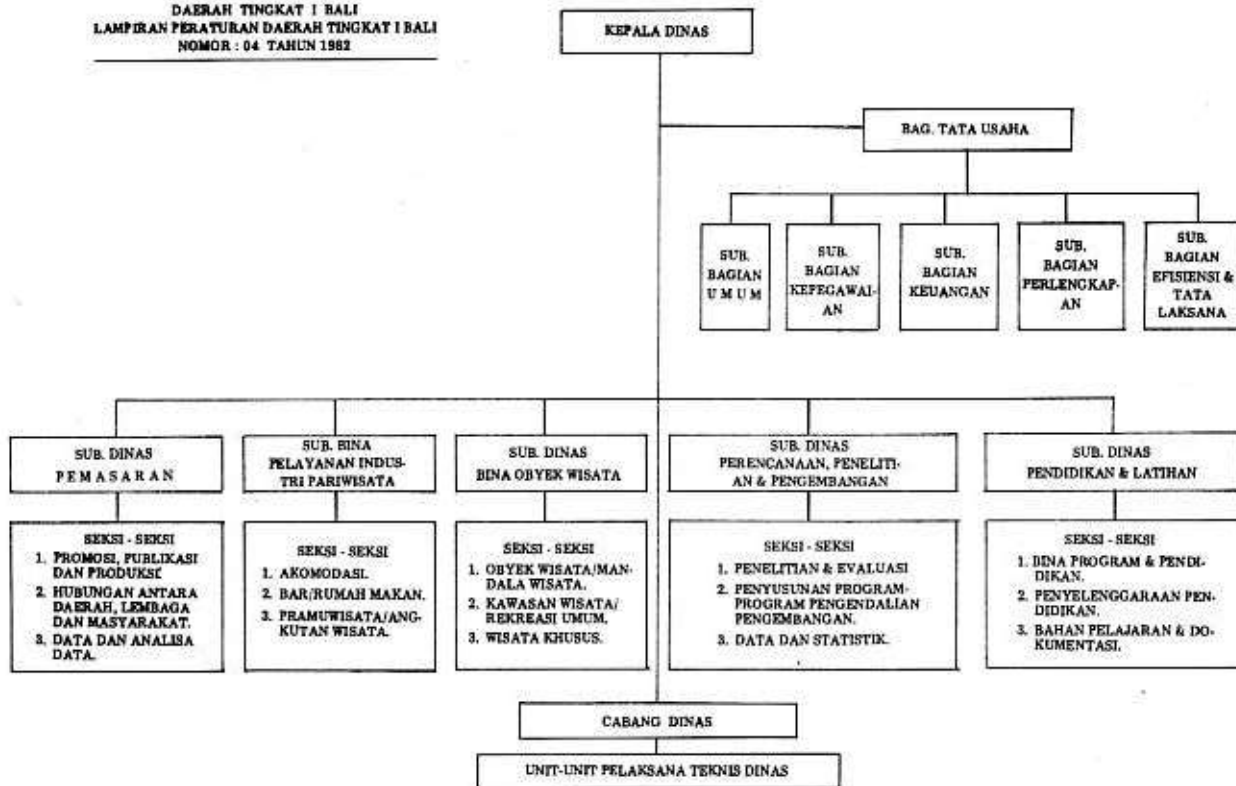 DAERAH TINGKAT I BALI
LAMPIRAN PERATURAN DAERAH TINGKAT I BALI
NOMOR : 04 TAHUN 1982
KEPALA DINAS
BAG. TATA USAHA
SUB.
BAGIAN
U M U M
SUB.
BAGIAN
KEPEGAWAI-
AN
SUB.
BAGIAN
KEUANGAN
SUB.
BAGIAN
PERLENGKAP-
AN
SUB.
BAGIAN
EFISIENSI &
TATA
LAKSANA
SUB. DINAS
P E M A S A R A N
SUB. BINA
PELAYANAN INDUS-
TRI PARIWISATA
SUB. DINAS
BINA OBYEK WISATA
SUB. DINAS
PERENCANAAN, PENELITI-
AN & PENGEMBANGAN
SUB. DINAS
PENDIDIKAN & LATIHAN
SEKSI - SEKSI
1. PROMOSI, PUBLIKASI
DAN PRODUKSI.
2. HUBUNGAN ANTARA
DAERAH, LEMBAGA
DAN MASYARAKAT.
3. DATA DAN ANALISA
DATA.
SEKSI - SEKSI
1. AKOMODASI.
2. BAR/RUMAH MAKAN.
3. PRAMUWISATA/ANG-
KUTAN WISATA.
SEKSI - SEKSI
1. OBYEK WISATA/MAN-
DALA WISATA.
2. KAWASAN WISATA/
REKREASI UMUM.
3. WISATA KHUSUS.
SEKSI - SEKSI
1. PENELITIAN & EVALUASI
2. PENYUSUNAN PROGRAM-
PROGRAM PENGENDALIAN
PENGEMBANGAN.
3. DATA DAN STATISTIK.
SEKSI - SEKSI
1. BINA PROGRAM & PENDI-
DIKAN.
2. PENYELENGGARAAN PEN-
DIDIKAN.
3. BAHAN PELAJARAN & DO-
KUMENTASI.
CABANG DINAS
UNIT-UNIT PELAKSANA TEKNIS DINAS